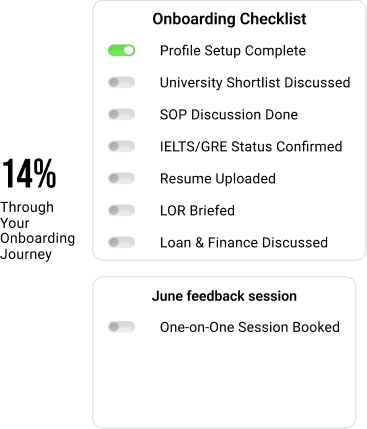 Onboarding Checklist
Profile Setup Complete
University Shortlist Discussed
SOP Discussion Done
IELTS/GRE Status Confirmed
Resume Uploaded
LOR Briefed
Loan & Finance Discussed
14%
Through
Your
Onboarding
Journey
June feedback session
One-on-One Session Booked